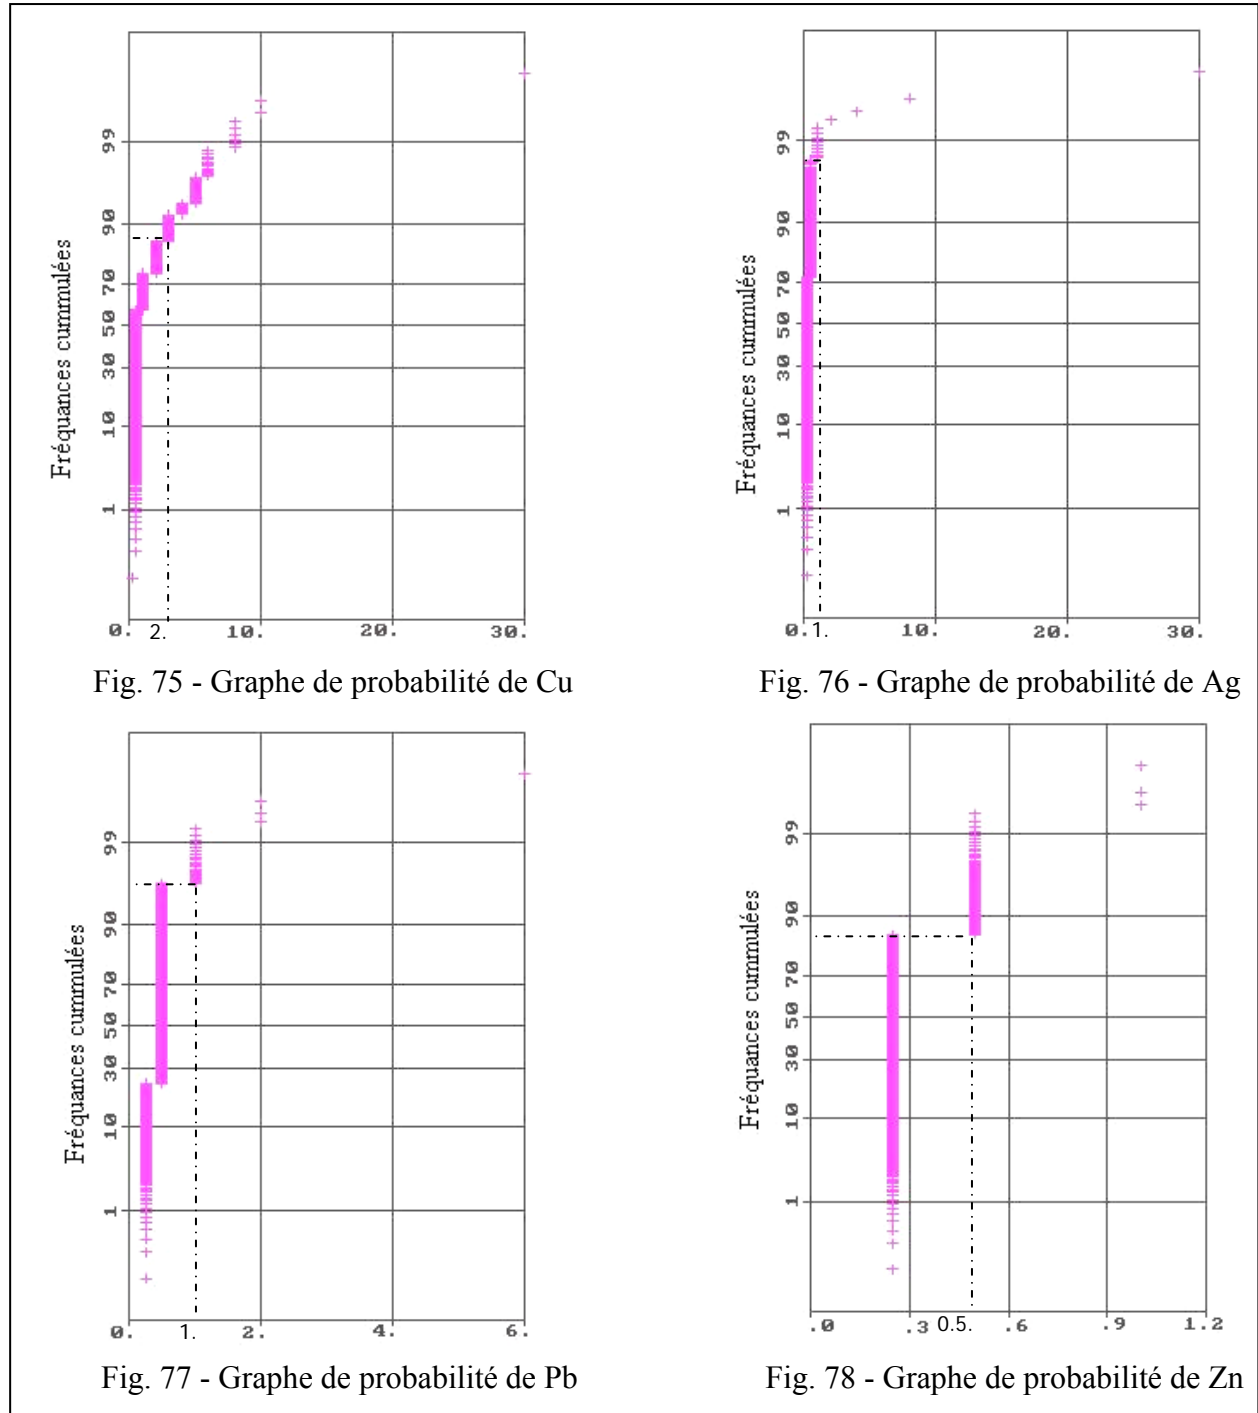 Fréquances cummulées
99
90
70
50
30
10
1
0. 2. 10. 20. 30.
Fig. 75 - Graphe de probabilité de Cu
Fréquances cummulées
99
90
70
50
30
10
1
0. 1. 10. 20. 30.
Fig. 76 - Graphe de probabilité de Ag
Fréquances cummulées
99
90
70
50
30
10
1
0. 1. 2. 4. 6.
Fig. 77 - Graphe de probabilité de Pb
Fréquances cummulées
99
90
70
50
30
10
1
.0 .3 0.5. .6 .9 1.2
Fig. 78 - Graphe de probabilité de Zn